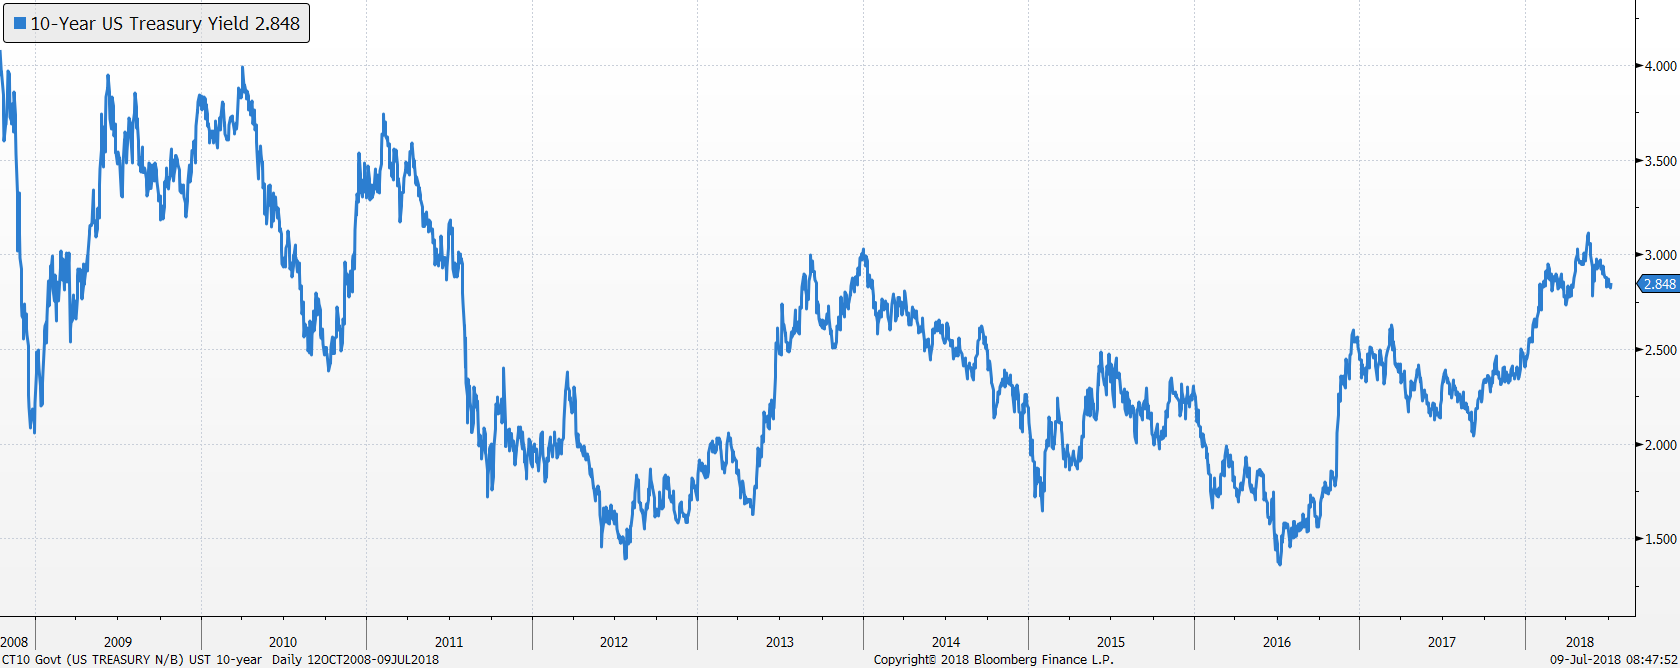 10-Year US Treasury Yield 2.848
4.000
3.500
3.000
2.848
2.500
2.000
1.500
2008 2009 2010 2011 2012 2013 2014 2015 2016 2017 2018
CT10 Govt (US TREASURY N/B) UST 10-year Daily 12OCT2008-09JUL2018 Copyright© 2018 Bloomberg Finance L.P. 09-Jul-2018 08:47:52